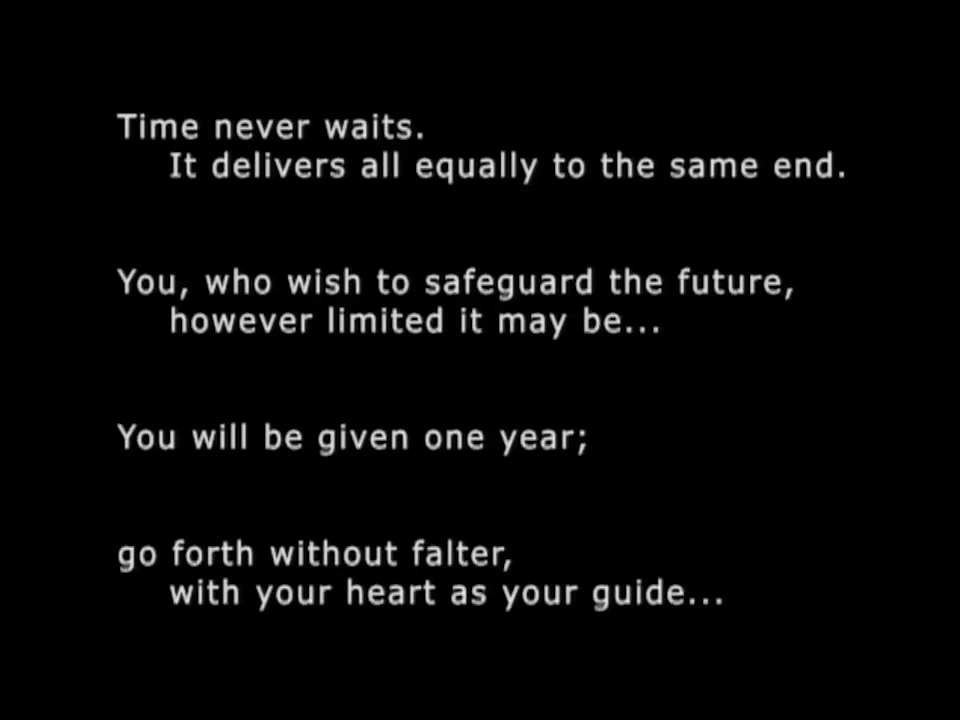 Time never waits.
It delivers all equally to the same end.
You, who wish to safeguard the future,
however limited it may be...
You will be given one year;
go forth without falter,
with your heart as your guide...